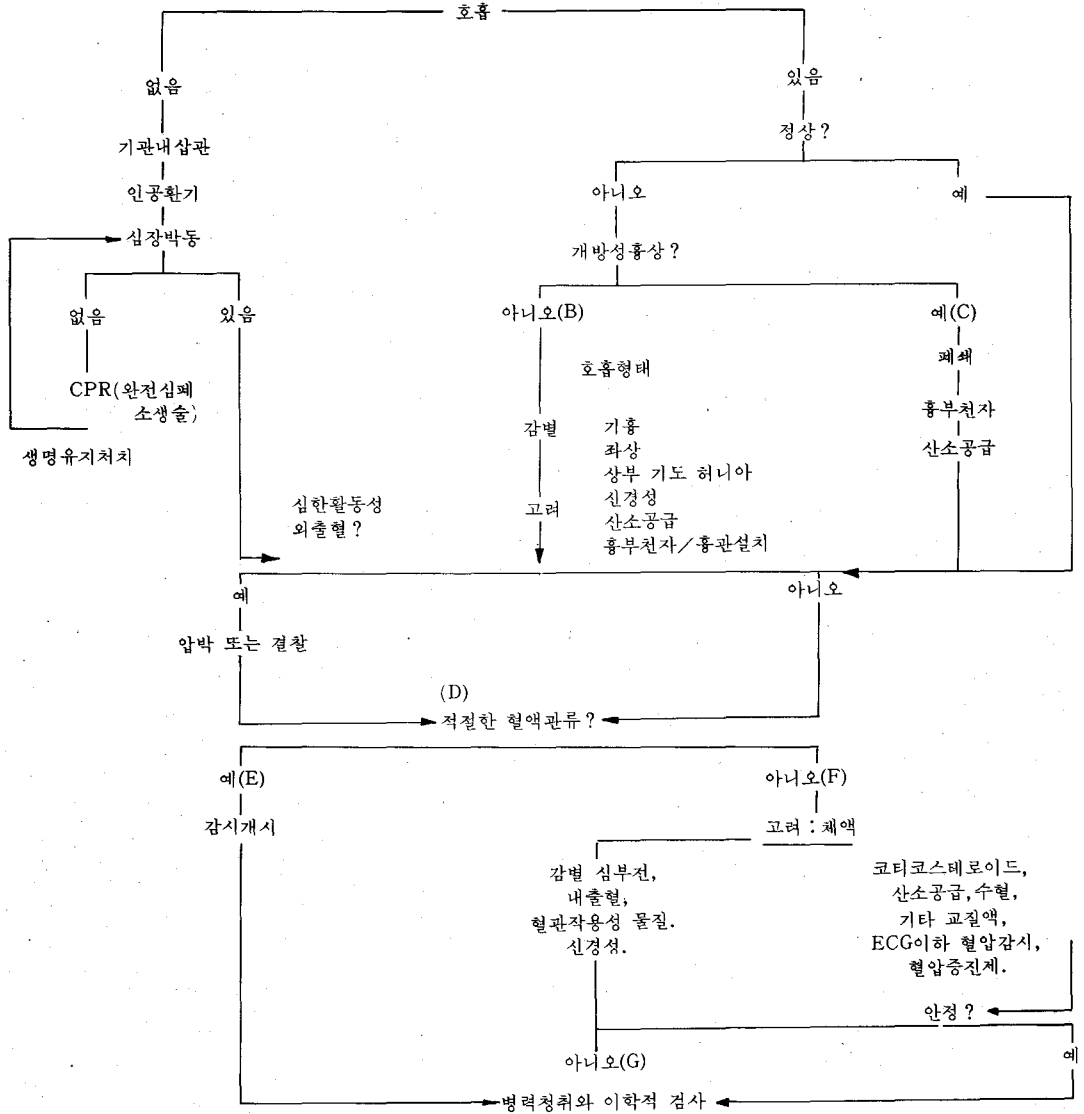 호흡
없음
있음
기관내삽관
정상?
인공환기
아니오
예
심장박동
개방성흉상?
없음
있음
아니오(B)
예(C)
호흡형태
폐쇄
CPR(완전심폐
소생술)
흉부천자
감별
기흉
산소공급
생명유지처치
좌상
상부 기도 허니아
심한활동성
고려
신경성
외출혈?
산소공급
흉부천자/흉관설치
예
아니오
압박 또는 결찰
(D)
적절한 혈액관류?
예(E)
아니오(F)
감시개시
고려 : 체액
감별 심부전,
내출혈,
혈관작용성 물질.
신경성.
코티코스테로이드,
산소공급,수혈,
기타 교질액,
ECG이하 혈압감시,
혈압증진제.
안정?
아니오(G)
예
병력청취와 이학적 검사